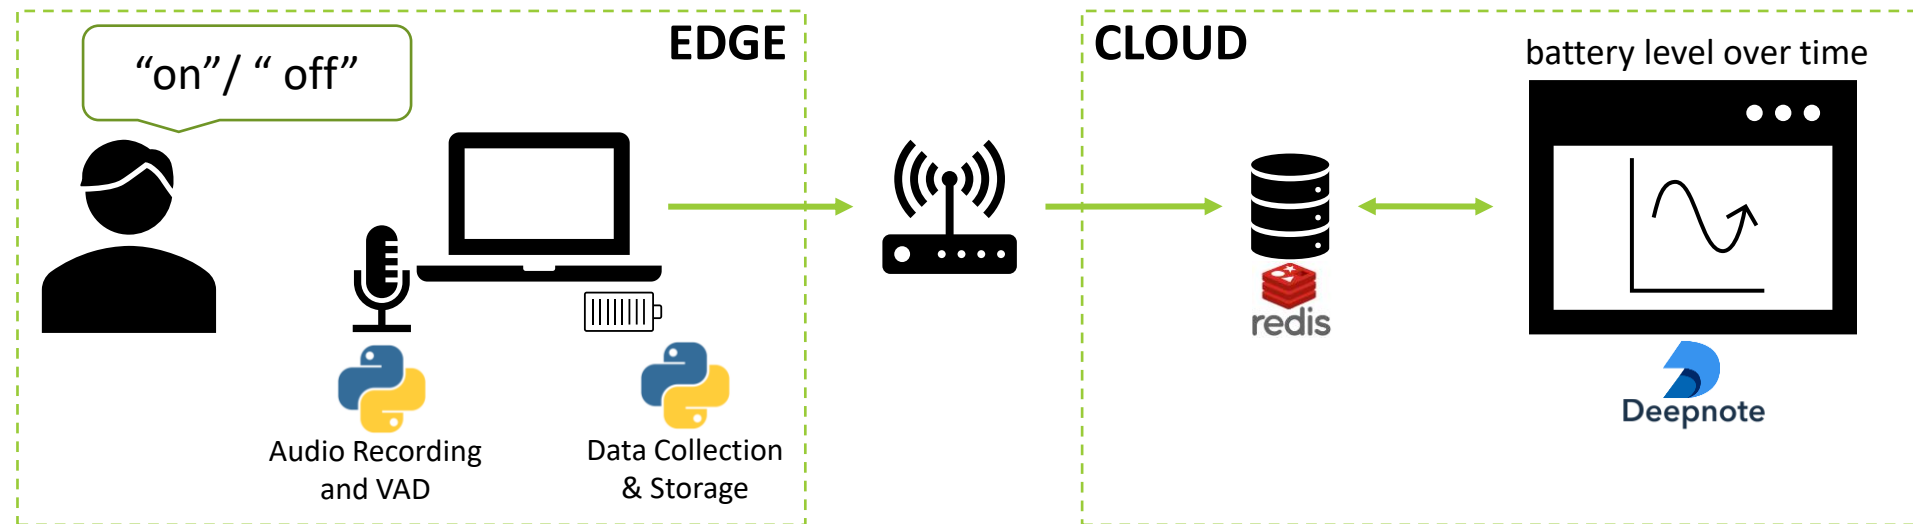 EDGE
“on”/ “ off”
Audio Recording
and VAD
Data Collection
& Storage
CLOUD
battery level over time
redis
Deepnote